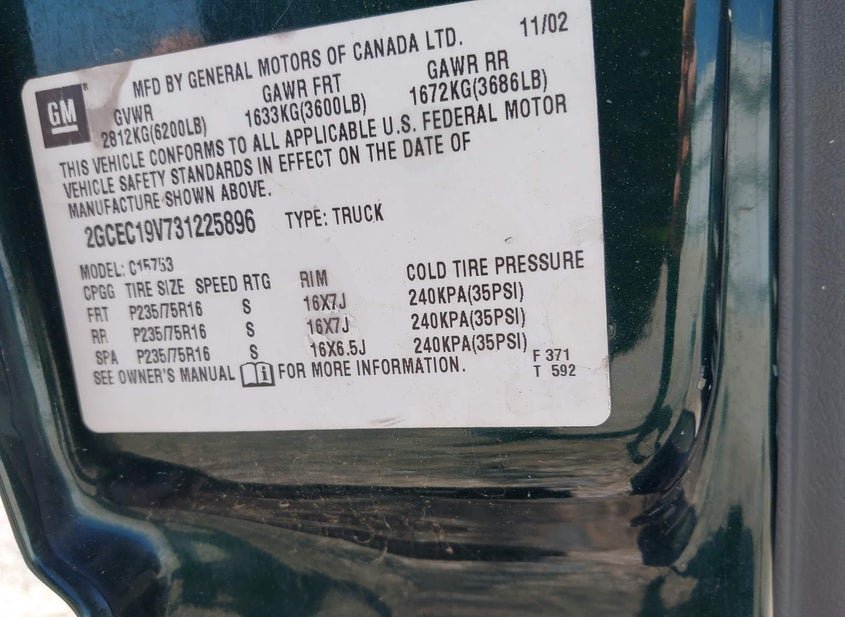 MFD BY GENERAL MOTORS OF CANADA LTD. 11/02
GM ®
GVWR GAWR FRT GAWR RR
2812KG(6200LB) 1633KG(3600LB) 1672KG(3686LB)
THIS VEHICLE CONFORMS TO ALL APPLICABLE U.S. FEDERAL MOTOR
VEHICLE SAFETY STANDARDS IN EFFECT ON THE DATE OF
MANUFACTURE SHOWN ABOVE.
2GCEC19V731225896 TYPE: TRUCK
MODEL: C15753
CPGG TIRE SIZE SPEED RTG RIM COLD TIRE PRESSURE
FRT P235/75R16 S 16X7J 240KPA(35PSI)
RR P235/75R16 S 16X7J 240KPA(35PSI)
SPA P235/75R16 S 16X6.5J 240KPA(35PSI)
SEE OWNER'S MANUAL i FOR MORE INFORMATION.
F 371
T 592